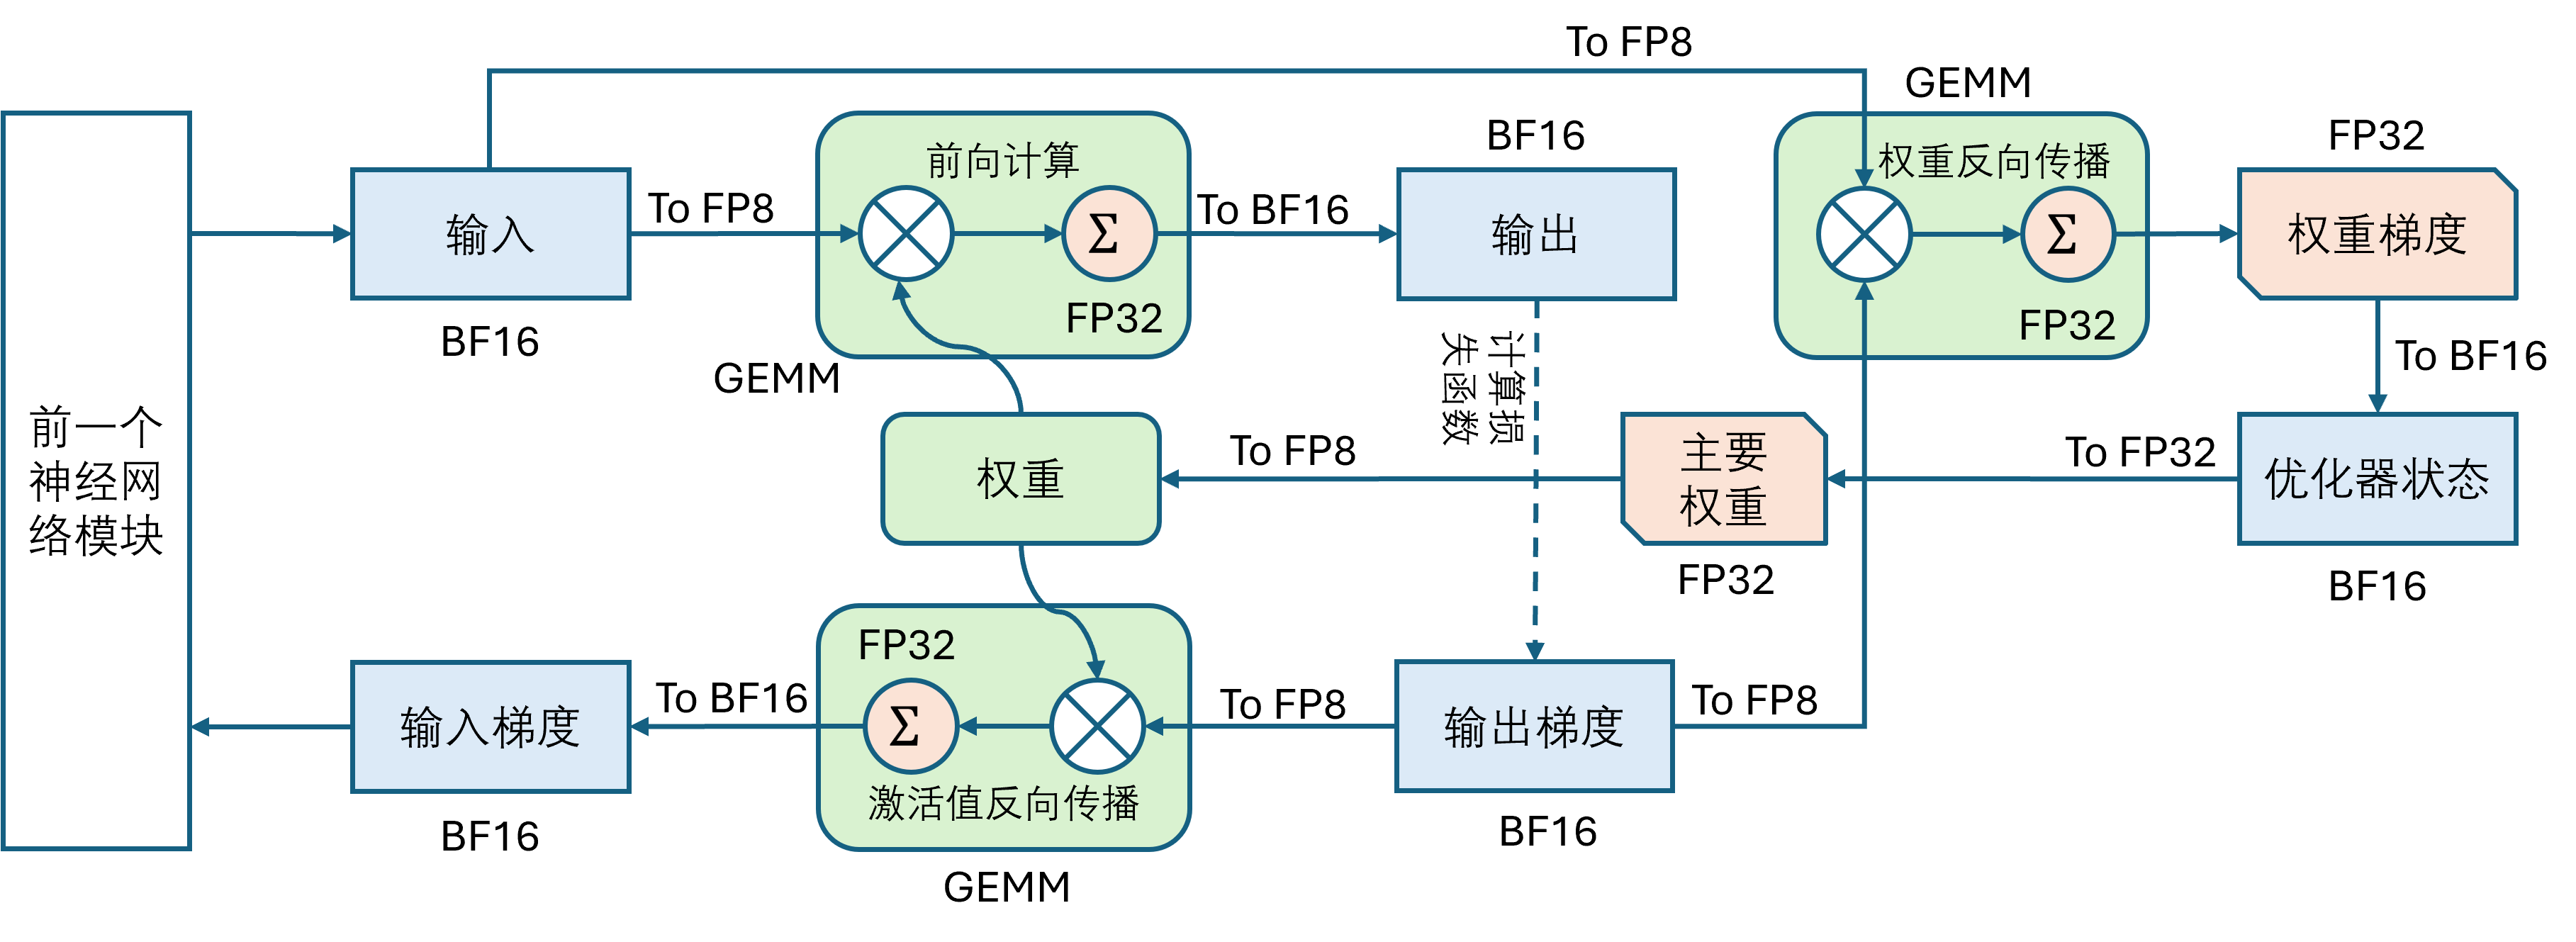 To FP8
GEMM
前一个
神经网
络模块
输入
BF16
To FP8
前向计算
Σ
FP32
GEMM
To BF16
BF16
输出
计算损
失函数
权重反向传播
Σ
FP32
FP32
权重梯度
To BF16
优化器状态
BF16
To FP32
主要
权重
FP32
To FP8
权重
输出梯度
BF16
To FP8
To FP8
FP32
Σ
激活值反向传播
GEMM
To BF16
输入梯度
BF16